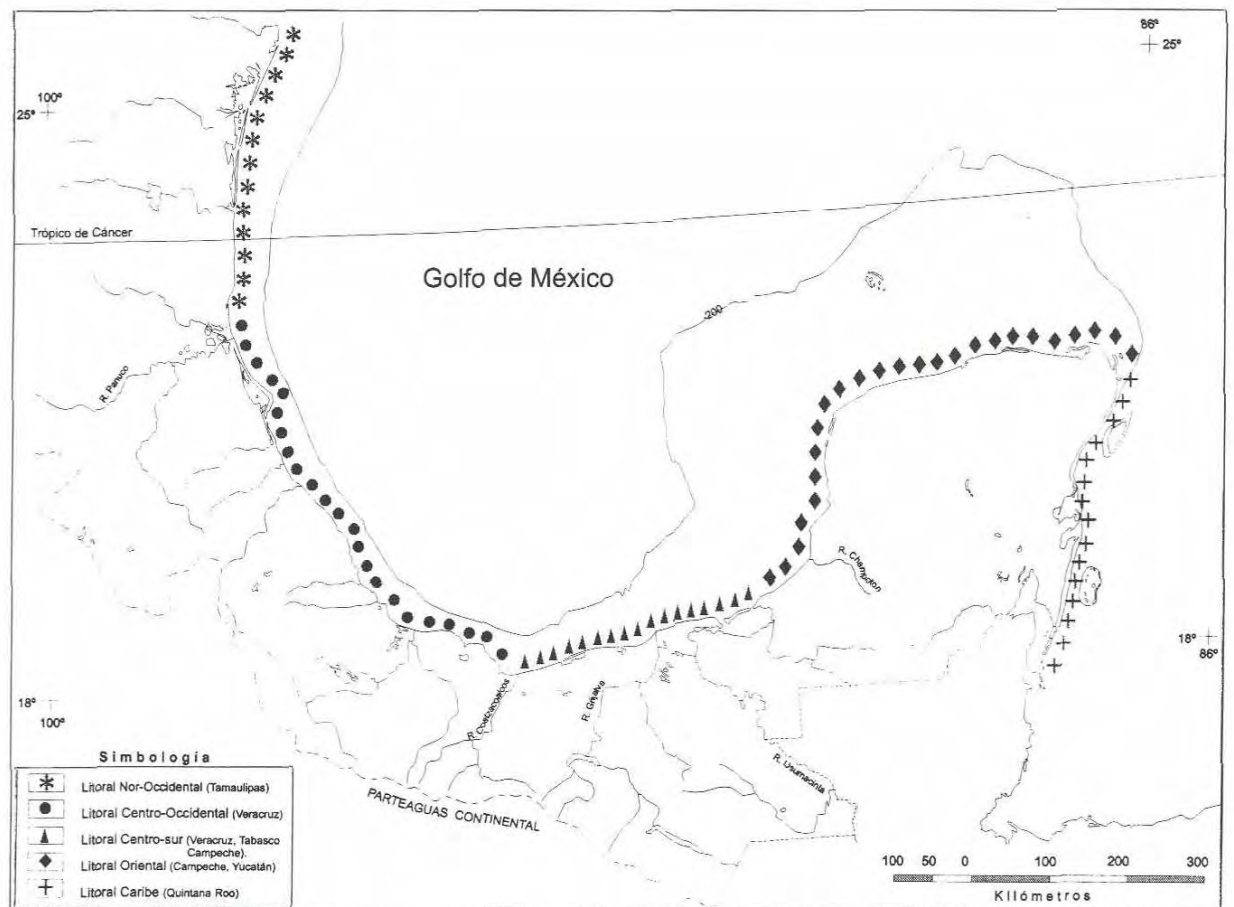 86°
25°
100°
25°
Trópico de Cáncer
Golfo de México
200
R. Panuco
R. Champoton
18°
86°
18°
100°
R. Coatzacoalcos
R. Grijalva
R. Usumacinta
PARTEAGUAS CONTINENTAL
Simbología
Litoral Nor-Occidental (Tamaulipas)
Litoral Centro-Occidental (Veracruz)
Litoral Centro-sur (Veracruz, Tabasco
Campeche).
Litoral Oriental (Campeche, Yucatán)
Litoral Caribe (Quintana Roo)
100 50 0 100 200 300
Kilómetros